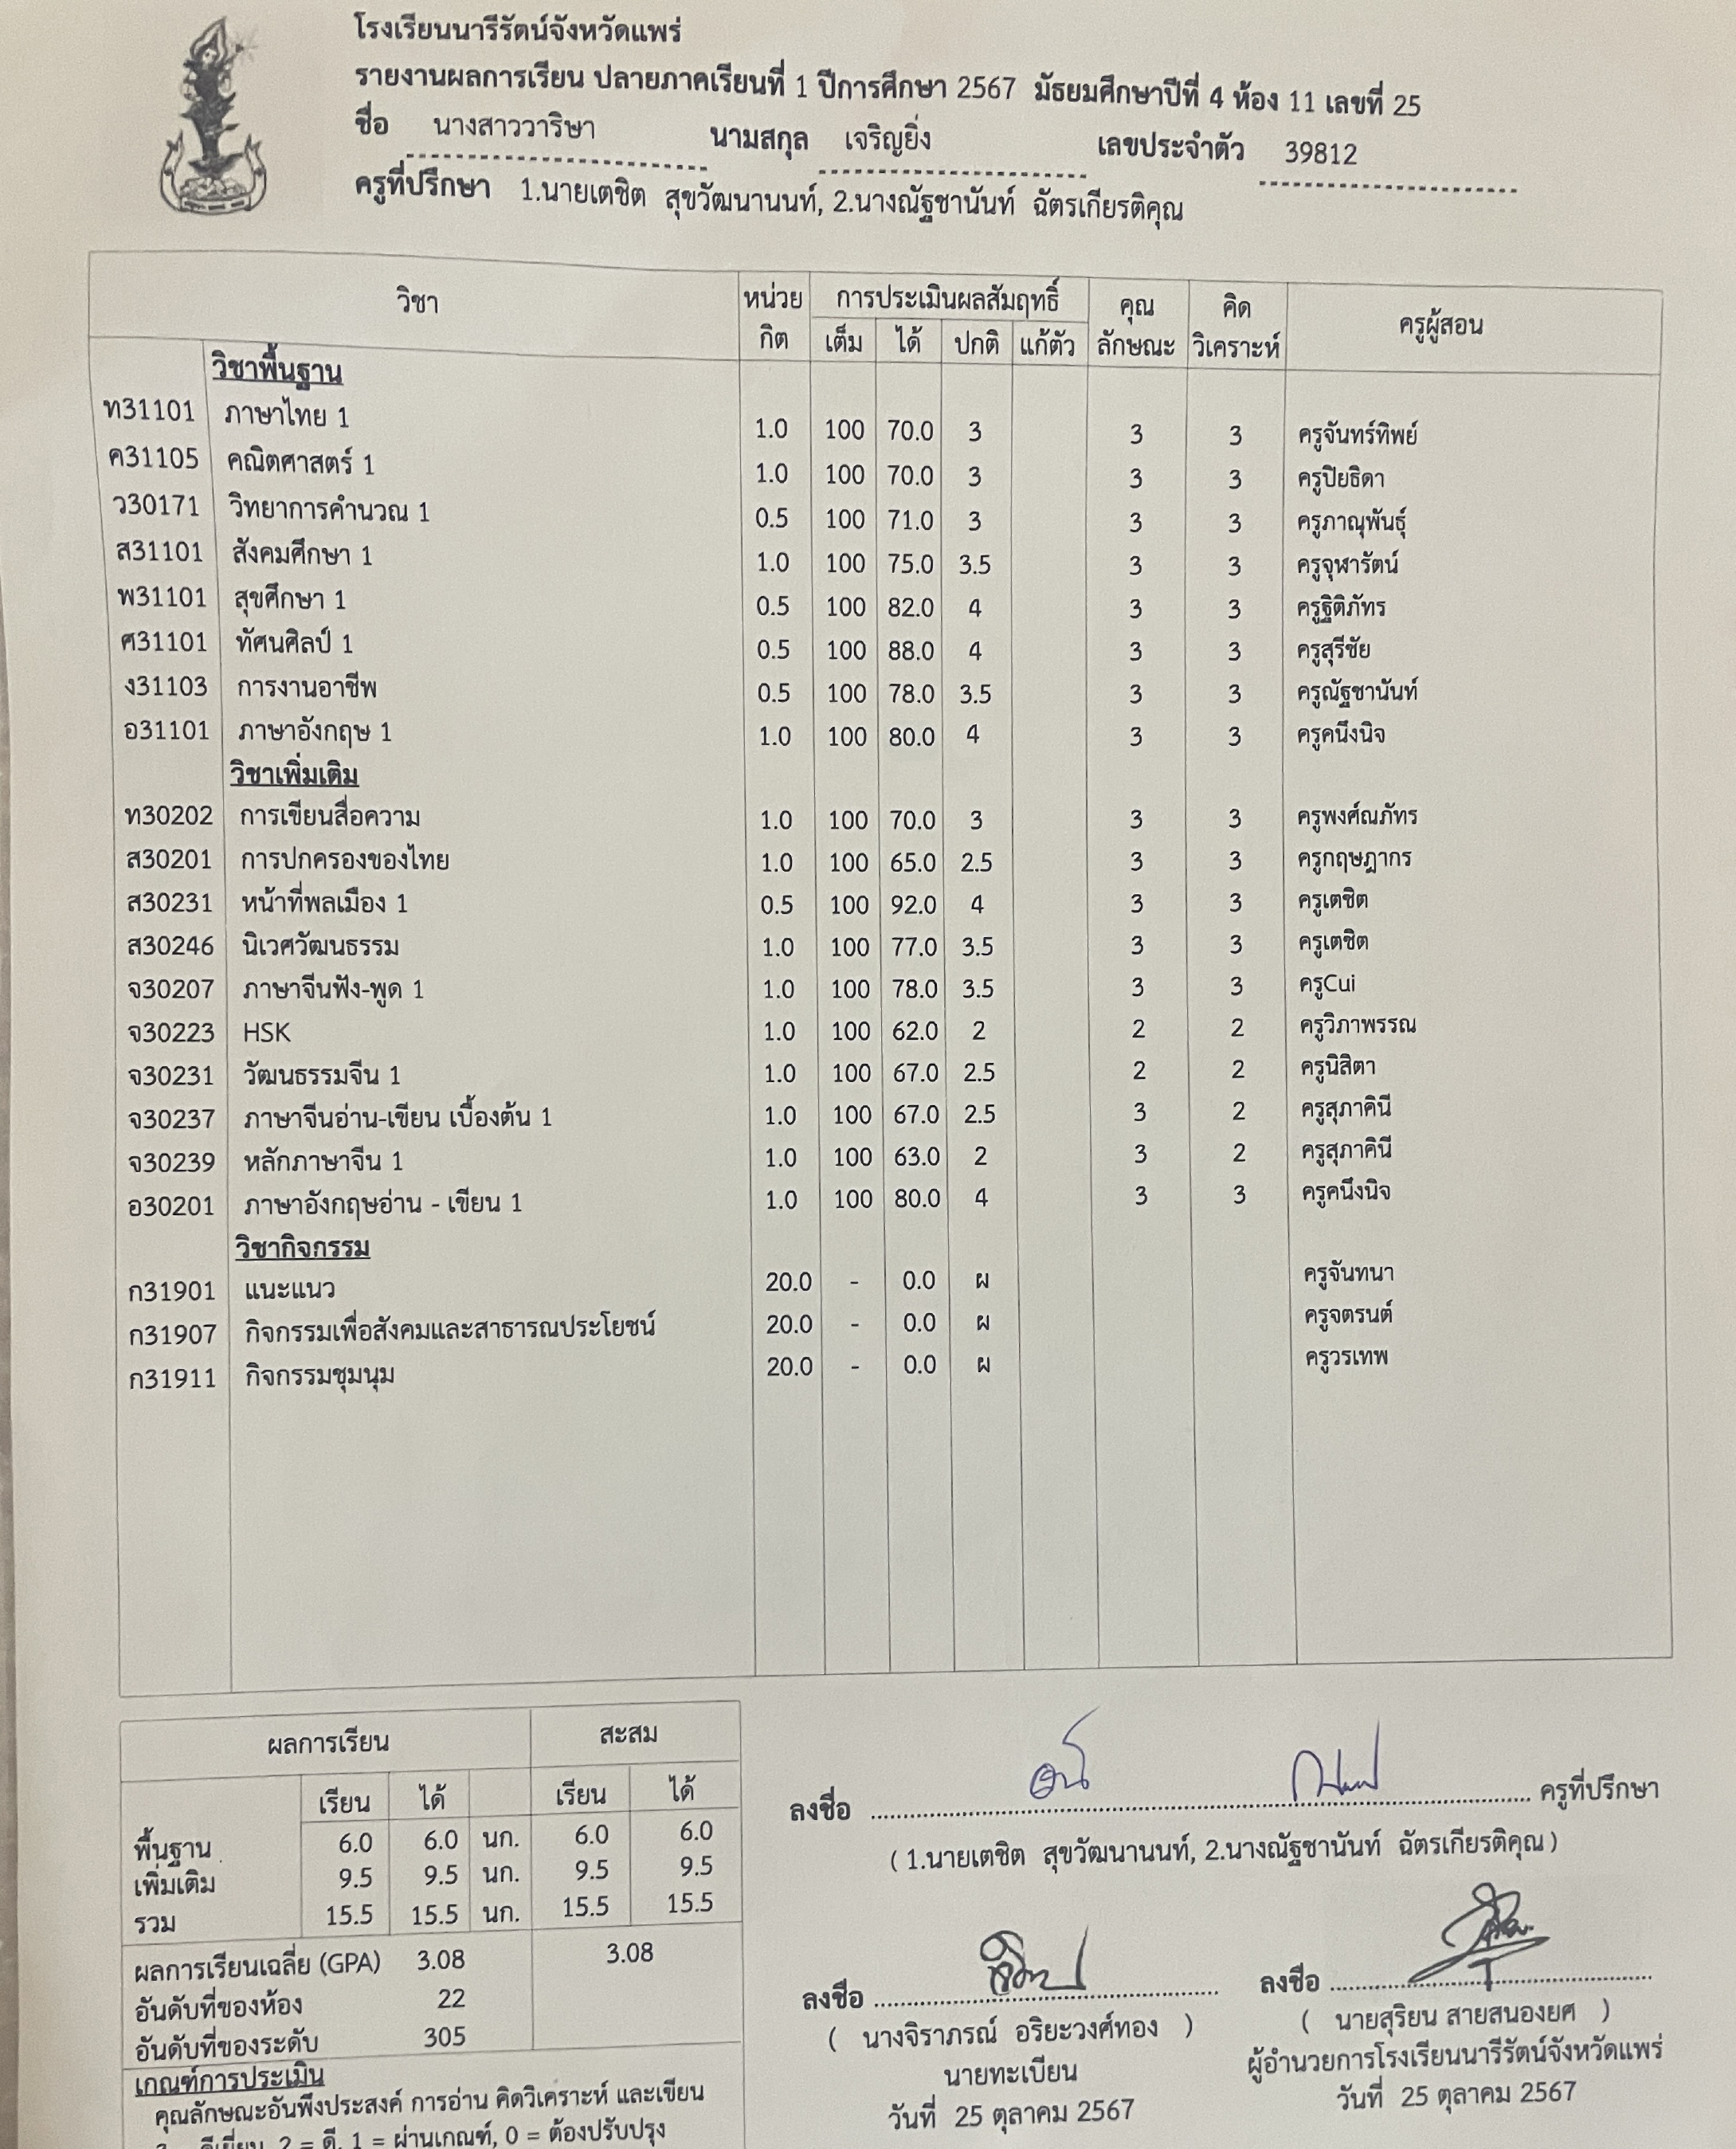 โรงเรียนนารีรัตน์จังหวัดแพร่
รายงานผลการเรียน ปลายภาคเรียนที่ 1 ปีการศึกษา 2567 มัธยมศึกษาปีที่ 4 ห้อง 11 เลขที่ 25
ชื่อ นางสาววาริษา นามสกุล เจริญยิ่ง เลขประจำตัว 39812
ครูที่ปรึกษา 1.นายเตชิต สุขวัฒนานนท์, 2.นางณัฐชานันท์ ฉัตรเกียรติคุณ
วิชา หน่วยกิต การประเมินผลสัมฤทธิ์ คุณลักษณะ คิดวิเคราะห์ ครูผู้สอน
เต็ม ได้ ปกติ แก้ตัว
วิชาพื้นฐาน
ท31101 ภาษาไทย 1 1.0 100 70.0 3 3 3 ครูจันทร์ทิพย์
ค31105 คณิตศาสตร์ 1 1.0 100 70.0 3 3 3 ครูปิยธิดา
ว30171 วิทยาการคำนวณ 1 0.5 100 71.0 3 3 3 ครูภาณุพันธุ์
ส31101 สังคมศึกษา 1 1.0 100 75.0 3.5 3 3 ครูจุฬารัตน์
พ31101 สุขศึกษา 1 0.5 100 82.0 4 3 3 ครูฐิติภัทร
ศ31101 ทัศนศิลป์ 1 0.5 100 88.0 4 3 3 ครูสุรีชัย
ง31103 การงานอาชีพ 0.5 100 78.0 3.5 3 3 ครูณัฐชานันท์
อ31101 ภาษาอังกฤษ 1 1.0 100 80.0 4 3 3 ครูคนึงนิจ
วิชาเพิ่มเติม
ท30202 การเขียนสื่อความ 1.0 100 70.0 3 3 3 ครูพงศ์ณภัทร
ส30201 การปกครองของไทย 1.0 100 65.0 2.5 3 3 ครูกฤษฎากร
ส30231 หน้าที่พลเมือง 1 0.5 100 92.0 4 3 3 ครูเตชิต
ส30246 นิเวศวัฒนธรรม 1.0 100 77.0 3.5 3 3 ครูเตชิต
จ30207 ภาษาจีนฟัง-พูด 1 1.0 100 78.0 3.5 3 3 ครูCui
จ30223 HSK 1.0 100 62.0 2 2 2 ครูวิภาพรรณ
จ30231 วัฒนธรรมจีน 1 1.0 100 67.0 2.5 2 2 ครูนิสิตา
จ30237 ภาษาจีนอ่าน-เขียน เบื้องต้น 1 1.0 100 67.0 2.5 3 2 ครูสุภาคินี
จ30239 หลักภาษาจีน 1 1.0 100 63.0 2 3 2 ครูสุภาคินี
อ30201 ภาษาอังกฤษอ่าน - เขียน 1 1.0 100 80.0 4 3 3 ครูคนึงนิจ
วิชากิจกรรม
ก31901 แนะแนว 20.0 - 0.0 ผ ครูจันทนา
ก31907 กิจกรรมเพื่อสังคมและสาธารณประโยชน์ 20.0 - 0.0 ผ ครูจตรนต์
ก31911 กิจกรรมชุมนุม 20.0 - 0.0 ผ ครูวรเทพ
ผลการเรียน สะสม
เรียน ได้ เรียน ได้
พื้นฐาน 6.0 6.0 นก. 6.0 6.0
เพิ่มเติม 9.5 9.5 นก. 9.5 9.5
รวม 15.5 15.5 นก. 15.5 15.5
ผลการเรียนเฉลี่ย (GPA) 3.08 3.08
อันดับที่ของห้อง 22
อันดับที่ของระดับ 305
เกณฑ์การประเมิน
คุณลักษณะอันพึงประสงค์ การอ่าน คิดวิเคราะห์ และเขียน
ดีเยี่ยม, 2 = ดี, 1 = ผ่านเกณฑ์, 0 = ต้องปรับปรุง
ลงชื่อ ครูที่ปรึกษา
( 1.นายเตชิต สุขวัฒนานนท์, 2.นางณัฐชานันท์ ฉัตรเกียรติคุณ )
ลงชื่อ
( นางจิราภรณ์ อริยะวงศ์ทอง )
นายทะเบียน
วันที่ 25 ตุลาคม 2567
ลงชื่อ
( นายสุริยน สายสนองยศ )
ผู้อำนวยการโรงเรียนนารีรัตน์จังหวัดแพร่
วันที่ 25 ตุลาคม 2567